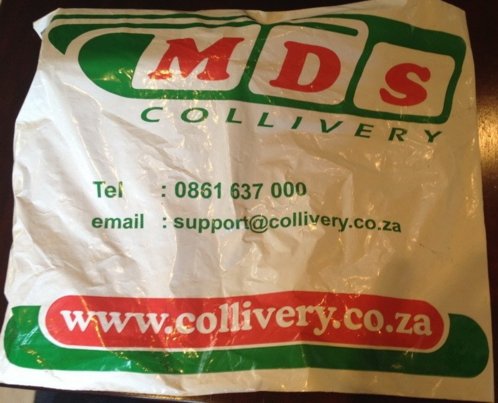 MDS
COLLIVERY
Tel : 0861 637 000
email : support@collivery.co.za
www.collivery.co.za